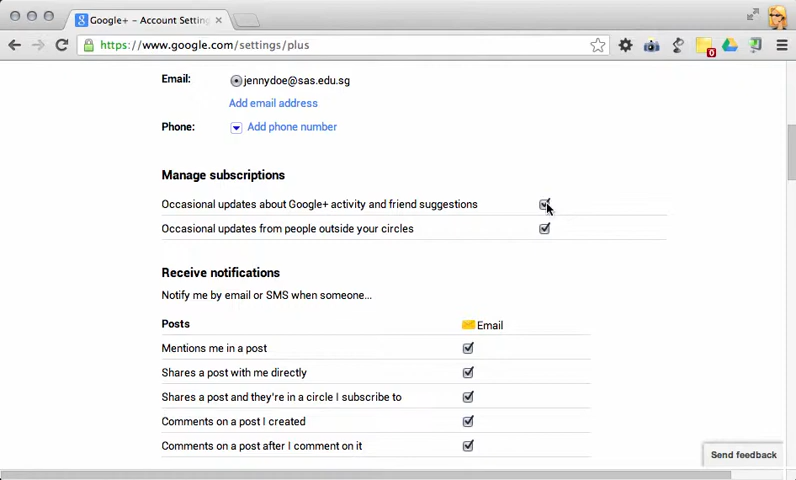 Google+ - Account Setting
https://www.google.com/settings/plus
0
Email: jennydoe@sas.edu.sg
Add email address
Phone: Add phone number
Manage subscriptions
Occasional updates about Google+ activity and friend suggestions
Occasional updates from people outside your circles
Receive notifications
Notify me by email or SMS when someone...
Posts Email
Mentions me in a post
Shares a post with me directly
Shares a post and they're in a circle I subscribe to
Comments on a post I created
Comments on a post after I comment on it
Send feedback